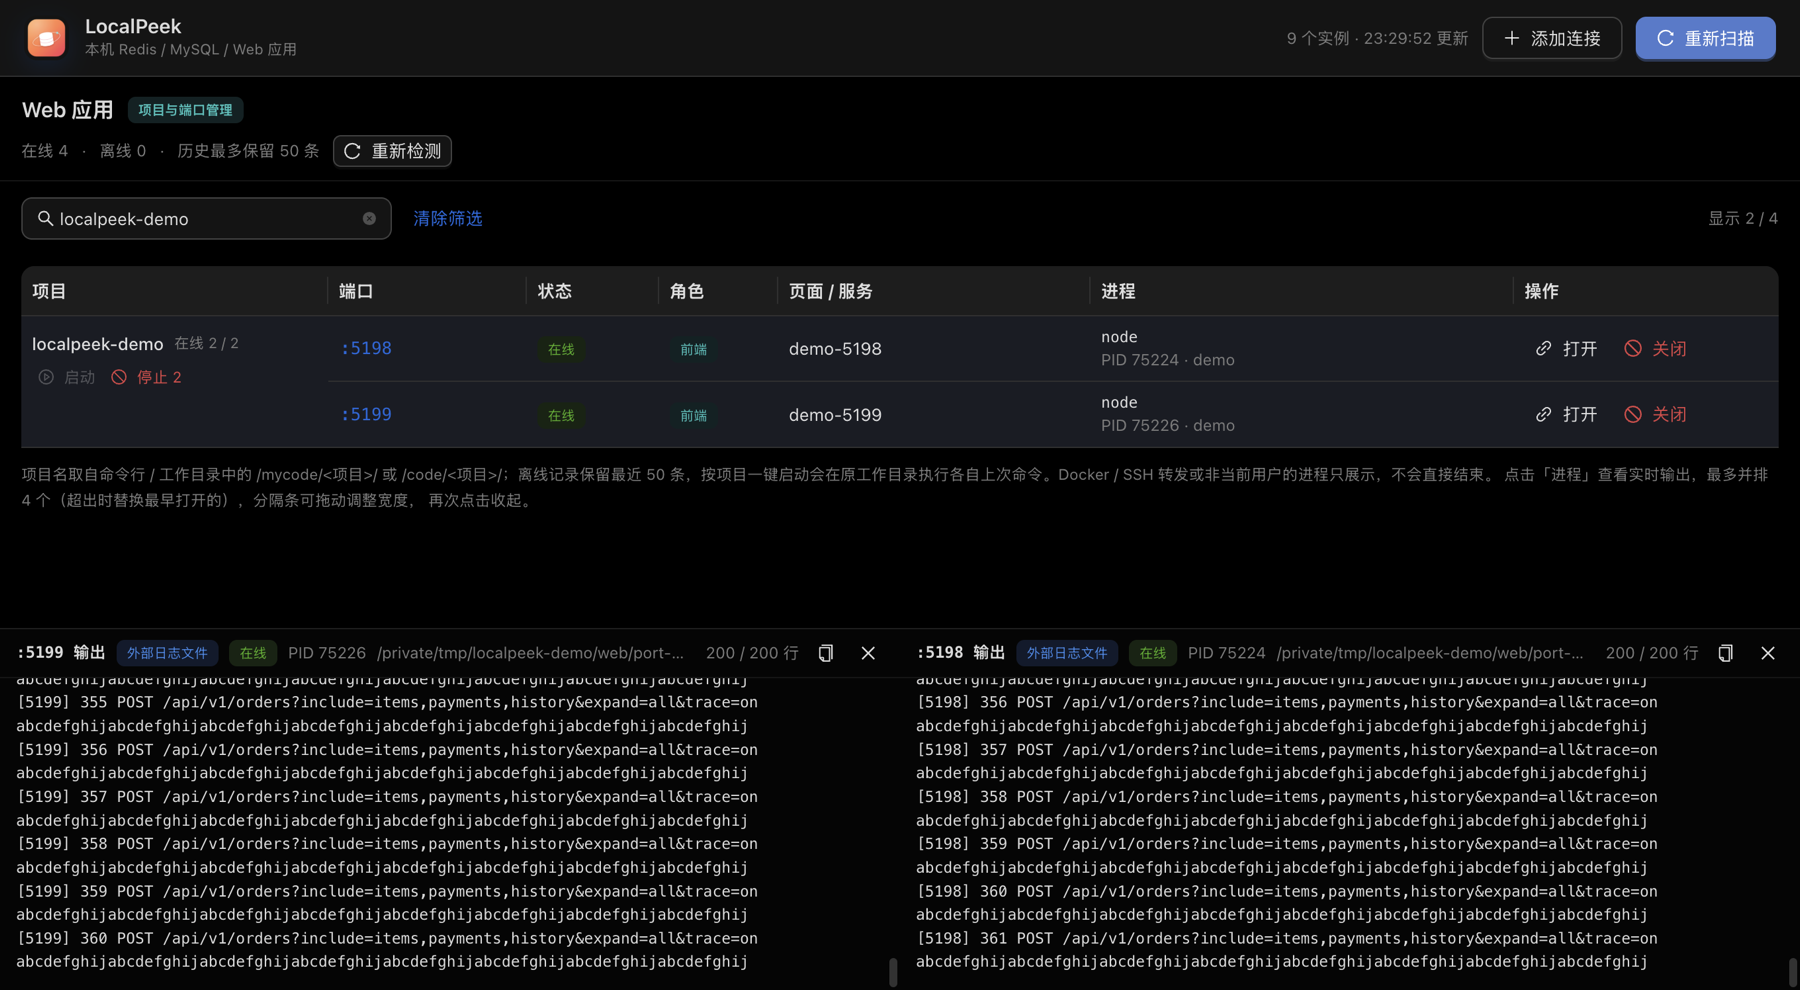 LocalPeek
本机 Redis / MySQL / Web 应用
9 个实例 · 23:29:52 更新
添加连接
重新扫描
Web 应用 项目与端口管理
在线 4 · 离线 0 · 历史最多保留 50 条 重新检测
localpeek-demo 清除筛选 显示 2 / 4
项目 端口 状态 角色 页面 / 服务 进程 操作
localpeek-demo 在线 2 / 2
启动 停止 2
:5198 在线 前端 demo-5198 node
PID 75224 · demo
打开 关闭
:5199 在线 前端 demo-5199 node
PID 75226 · demo
打开 关闭
项目名取自命令行 / 工作目录中的 /mycode/<项目>/ 或 /code/<项目>/；离线记录保留最近 50 条，按项目一键启动会在原工作目录执行各自上次命令。Docker / SSH 转发或非当前用户的进程只展示，不会直接结束。 点击「进程」查看实时输出，最多并排
4 个（超出时替换最早打开的），分隔条可拖动调整宽度， 再次点击收起。
:5199 输出 外部日志文件 在线 PID 75226 /private/tmp/localpeek-demo/web/port-... 200 / 200 行
abcdefghijabcdefghijabcdefghijabcdefghijabcdefghijabcdefghijabcdefghijabcdefghij
[5199] 355 POST /api/v1/orders?include=items,payments,history&expand=all&trace=on
abcdefghijabcdefghijabcdefghijabcdefghijabcdefghijabcdefghijabcdefghijabcdefghij
[5199] 356 POST /api/v1/orders?include=items,payments,history&expand=all&trace=on
abcdefghijabcdefghijabcdefghijabcdefghijabcdefghijabcdefghijabcdefghijabcdefghij
[5199] 357 POST /api/v1/orders?include=items,payments,history&expand=all&trace=on
abcdefghijabcdefghijabcdefghijabcdefghijabcdefghijabcdefghijabcdefghijabcdefghij
[5199] 358 POST /api/v1/orders?include=items,payments,history&expand=all&trace=on
abcdefghijabcdefghijabcdefghijabcdefghijabcdefghijabcdefghijabcdefghijabcdefghij
[5199] 359 POST /api/v1/orders?include=items,payments,history&expand=all&trace=on
abcdefghijabcdefghijabcdefghijabcdefghijabcdefghijabcdefghijabcdefghijabcdefghij
[5199] 360 POST /api/v1/orders?include=items,payments,history&expand=all&trace=on
abcdefghijabcdefghijabcdefghijabcdefghijabcdefghijabcdefghijabcdefghijabcdefghij
:5198 输出 外部日志文件 在线 PID 75224 /private/tmp/localpeek-demo/web/port-... 200 / 200 行
abcdefghijabcdefghijabcdefghijabcdefghijabcdefghijabcdefghijabcdefghijabcdefghij
[5198] 356 POST /api/v1/orders?include=items,payments,history&expand=all&trace=on
abcdefghijabcdefghijabcdefghijabcdefghijabcdefghijabcdefghijabcdefghijabcdefghij
[5198] 357 POST /api/v1/orders?include=items,payments,history&expand=all&trace=on
abcdefghijabcdefghijabcdefghijabcdefghijabcdefghijabcdefghijabcdefghijabcdefghij
[5198] 358 POST /api/v1/orders?include=items,payments,history&expand=all&trace=on
abcdefghijabcdefghijabcdefghijabcdefghijabcdefghijabcdefghijabcdefghijabcdefghij
[5198] 359 POST /api/v1/orders?include=items,payments,history&expand=all&trace=on
abcdefghijabcdefghijabcdefghijabcdefghijabcdefghijabcdefghijabcdefghijabcdefghij
[5198] 360 POST /api/v1/orders?include=items,payments,history&expand=all&trace=on
abcdefghijabcdefghijabcdefghijabcdefghijabcdefghijabcdefghijabcdefghijabcdefghij
[5198] 361 POST /api/v1/orders?include=items,payments,history&expand=all&trace=on
abcdefghijabcdefghijabcdefghijabcdefghijabcdefghijabcdefghijabcdefghijabcdefghij